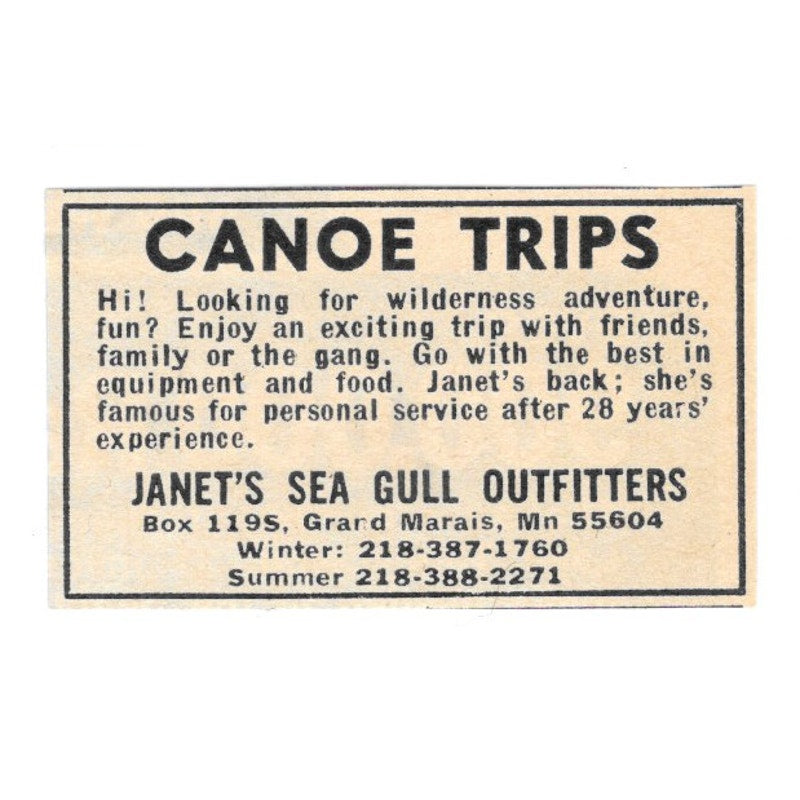 CANOE TRIPS
Hi! Looking for wilderness adventure,
fun? Enjoy an exciting trip with friends,
family or the gang. Go with the best in
equipment and food. Janet's back; she's
famous for personal service after 28 years'
experience.
JANET'S SEA GULL OUTFITTERS
Box 119S, Grand Marais, Mn 55604
Winter: 218-387-1760
Summer 218-388-2271